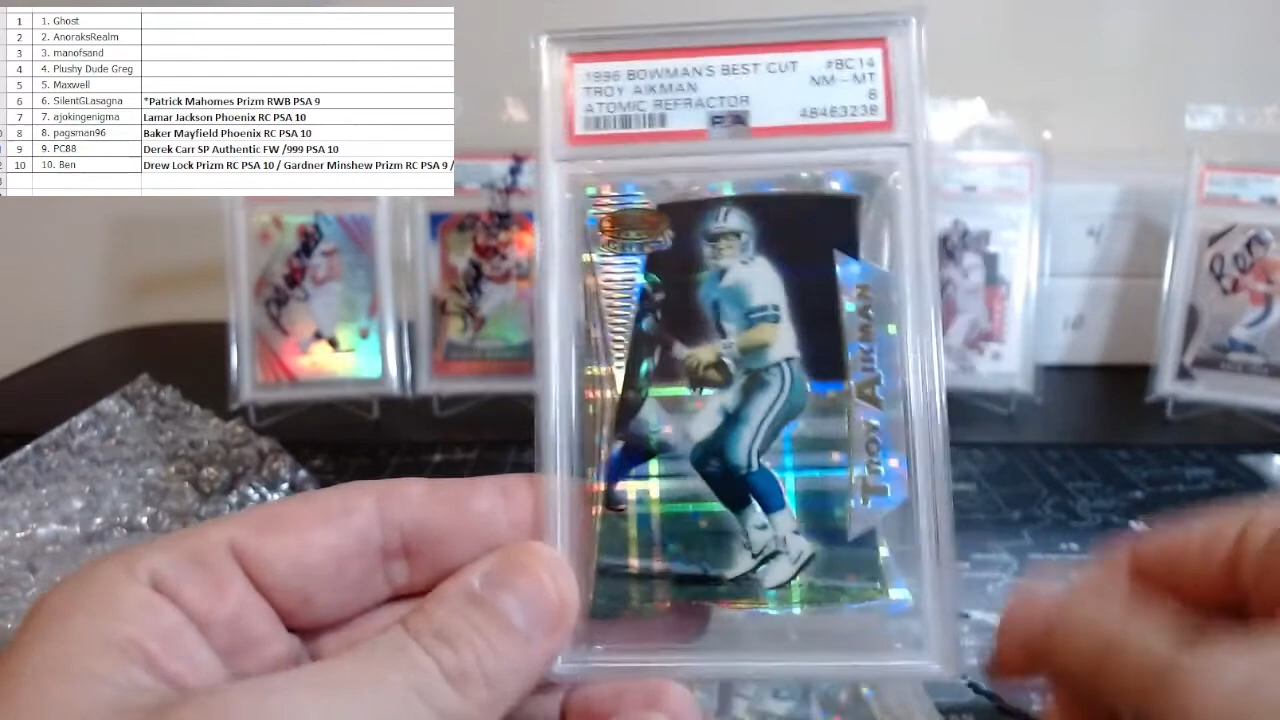 1 1. Ghost
2 2. AnoraksRealm
3 3. manofsand
4 4. Plushy Dude Greg
5 5. Maxwell
6 6. SilentGLasagna *Patrick Mahomes Prizm RWB PSA 9
7 7. ajokingenigma Lamar Jackson Phoenix RC PSA 10
8 8. pagsman96 Baker Mayfield Phoenix RC PSA 10
9 9. PC88 Derek Carr SP Authentic FW /999 PSA 10
10 10. Ben Drew Lock Prizm RC PSA 10 / Gardner Minshew Prizm RC PSA 9 /
1996 BOWMAN'S BEST CUT #BC14
TROY AIKMAN NM - MT
ATOMIC REFRACTOR 8
48463238
PSA
TROY AIKMAN
Ben
4
10